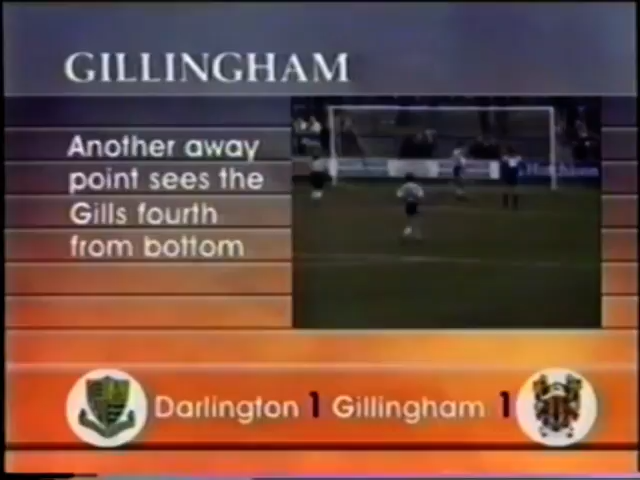 GILLINGHAM
Another away
point sees the
Gills fourth
from bottom
Darlington 1 Gillingham 1